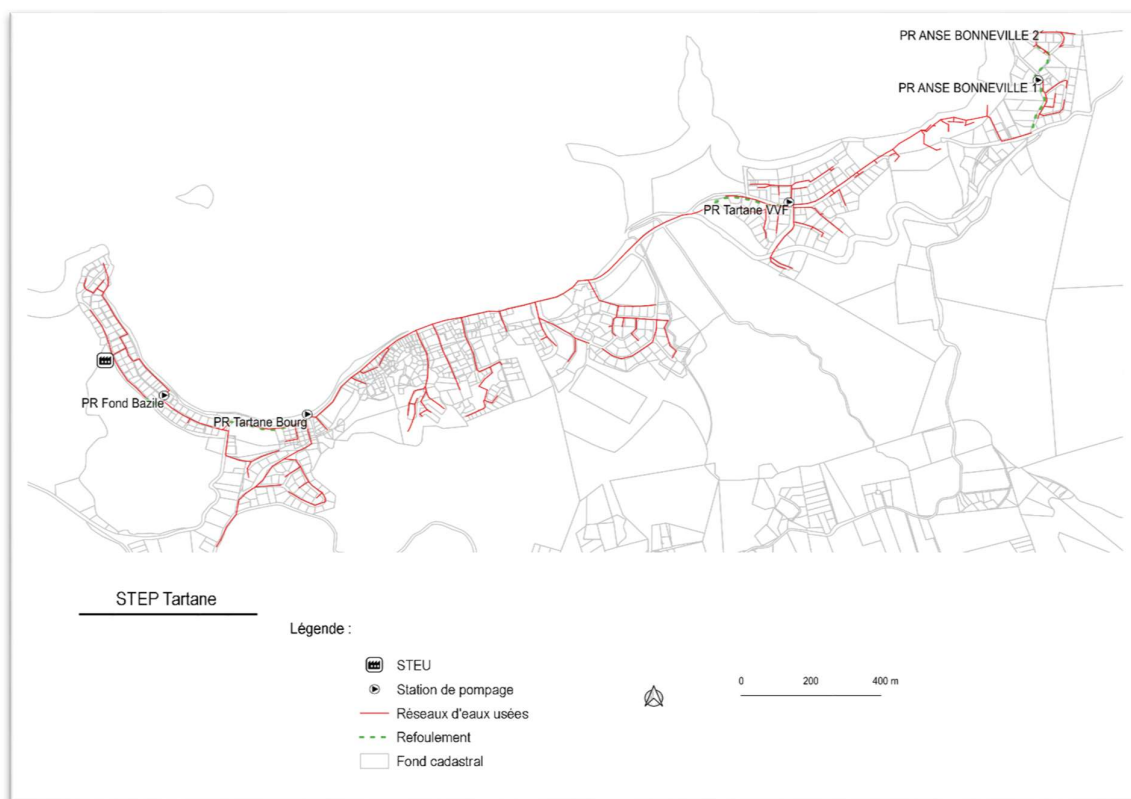 PR ANSE BONNEVILLE 2
PR ANSE BONNEVILLE 1
PR Tartane VVF
PR Fond Bazile
PR Tartane Bourg
STEP Tartane
Légende :
STEU
Station de pompage
Réseaux d'eaux usées
Refoulement
Fond cadastral
0 200 400 m